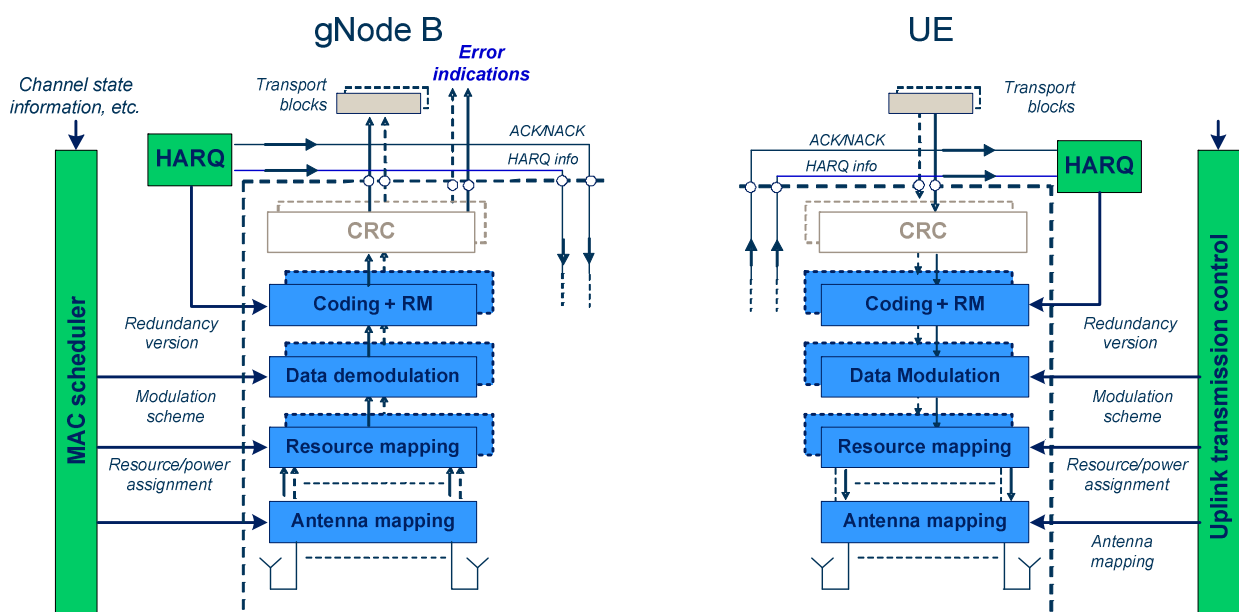 gNode B
UE
Error
indications
Channel state
information, etc.
Transport
blocks
HARQ
ACK/NACK
HARQ info
CRC
Coding + RM
Redundancy
version
Data demodulation
Modulation
scheme
Resource mapping
Resource/power
assignment
Antenna mapping
MAC scheduler
Transport
blocks
ACK/NACK
HARQ info
HARQ
CRC
Coding + RM
Redundancy
version
Data Modulation
Modulation
scheme
Resource mapping
Resource/power
assignment
Antenna mapping
Antenna
mapping
Uplink transmission control